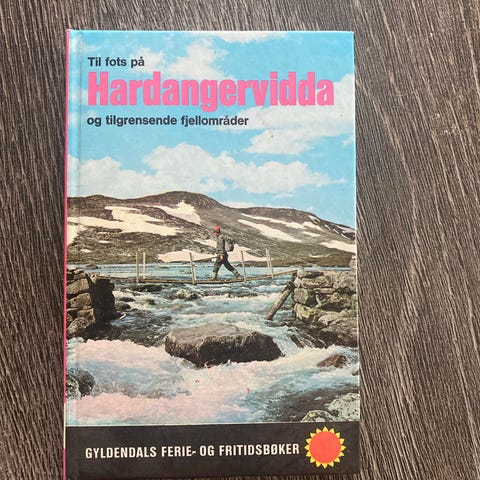 Til fots på
Hardangervidda
og tilgrensende fjellområder
GYLDENDALS FERIE- OG FRITIDSBØKER